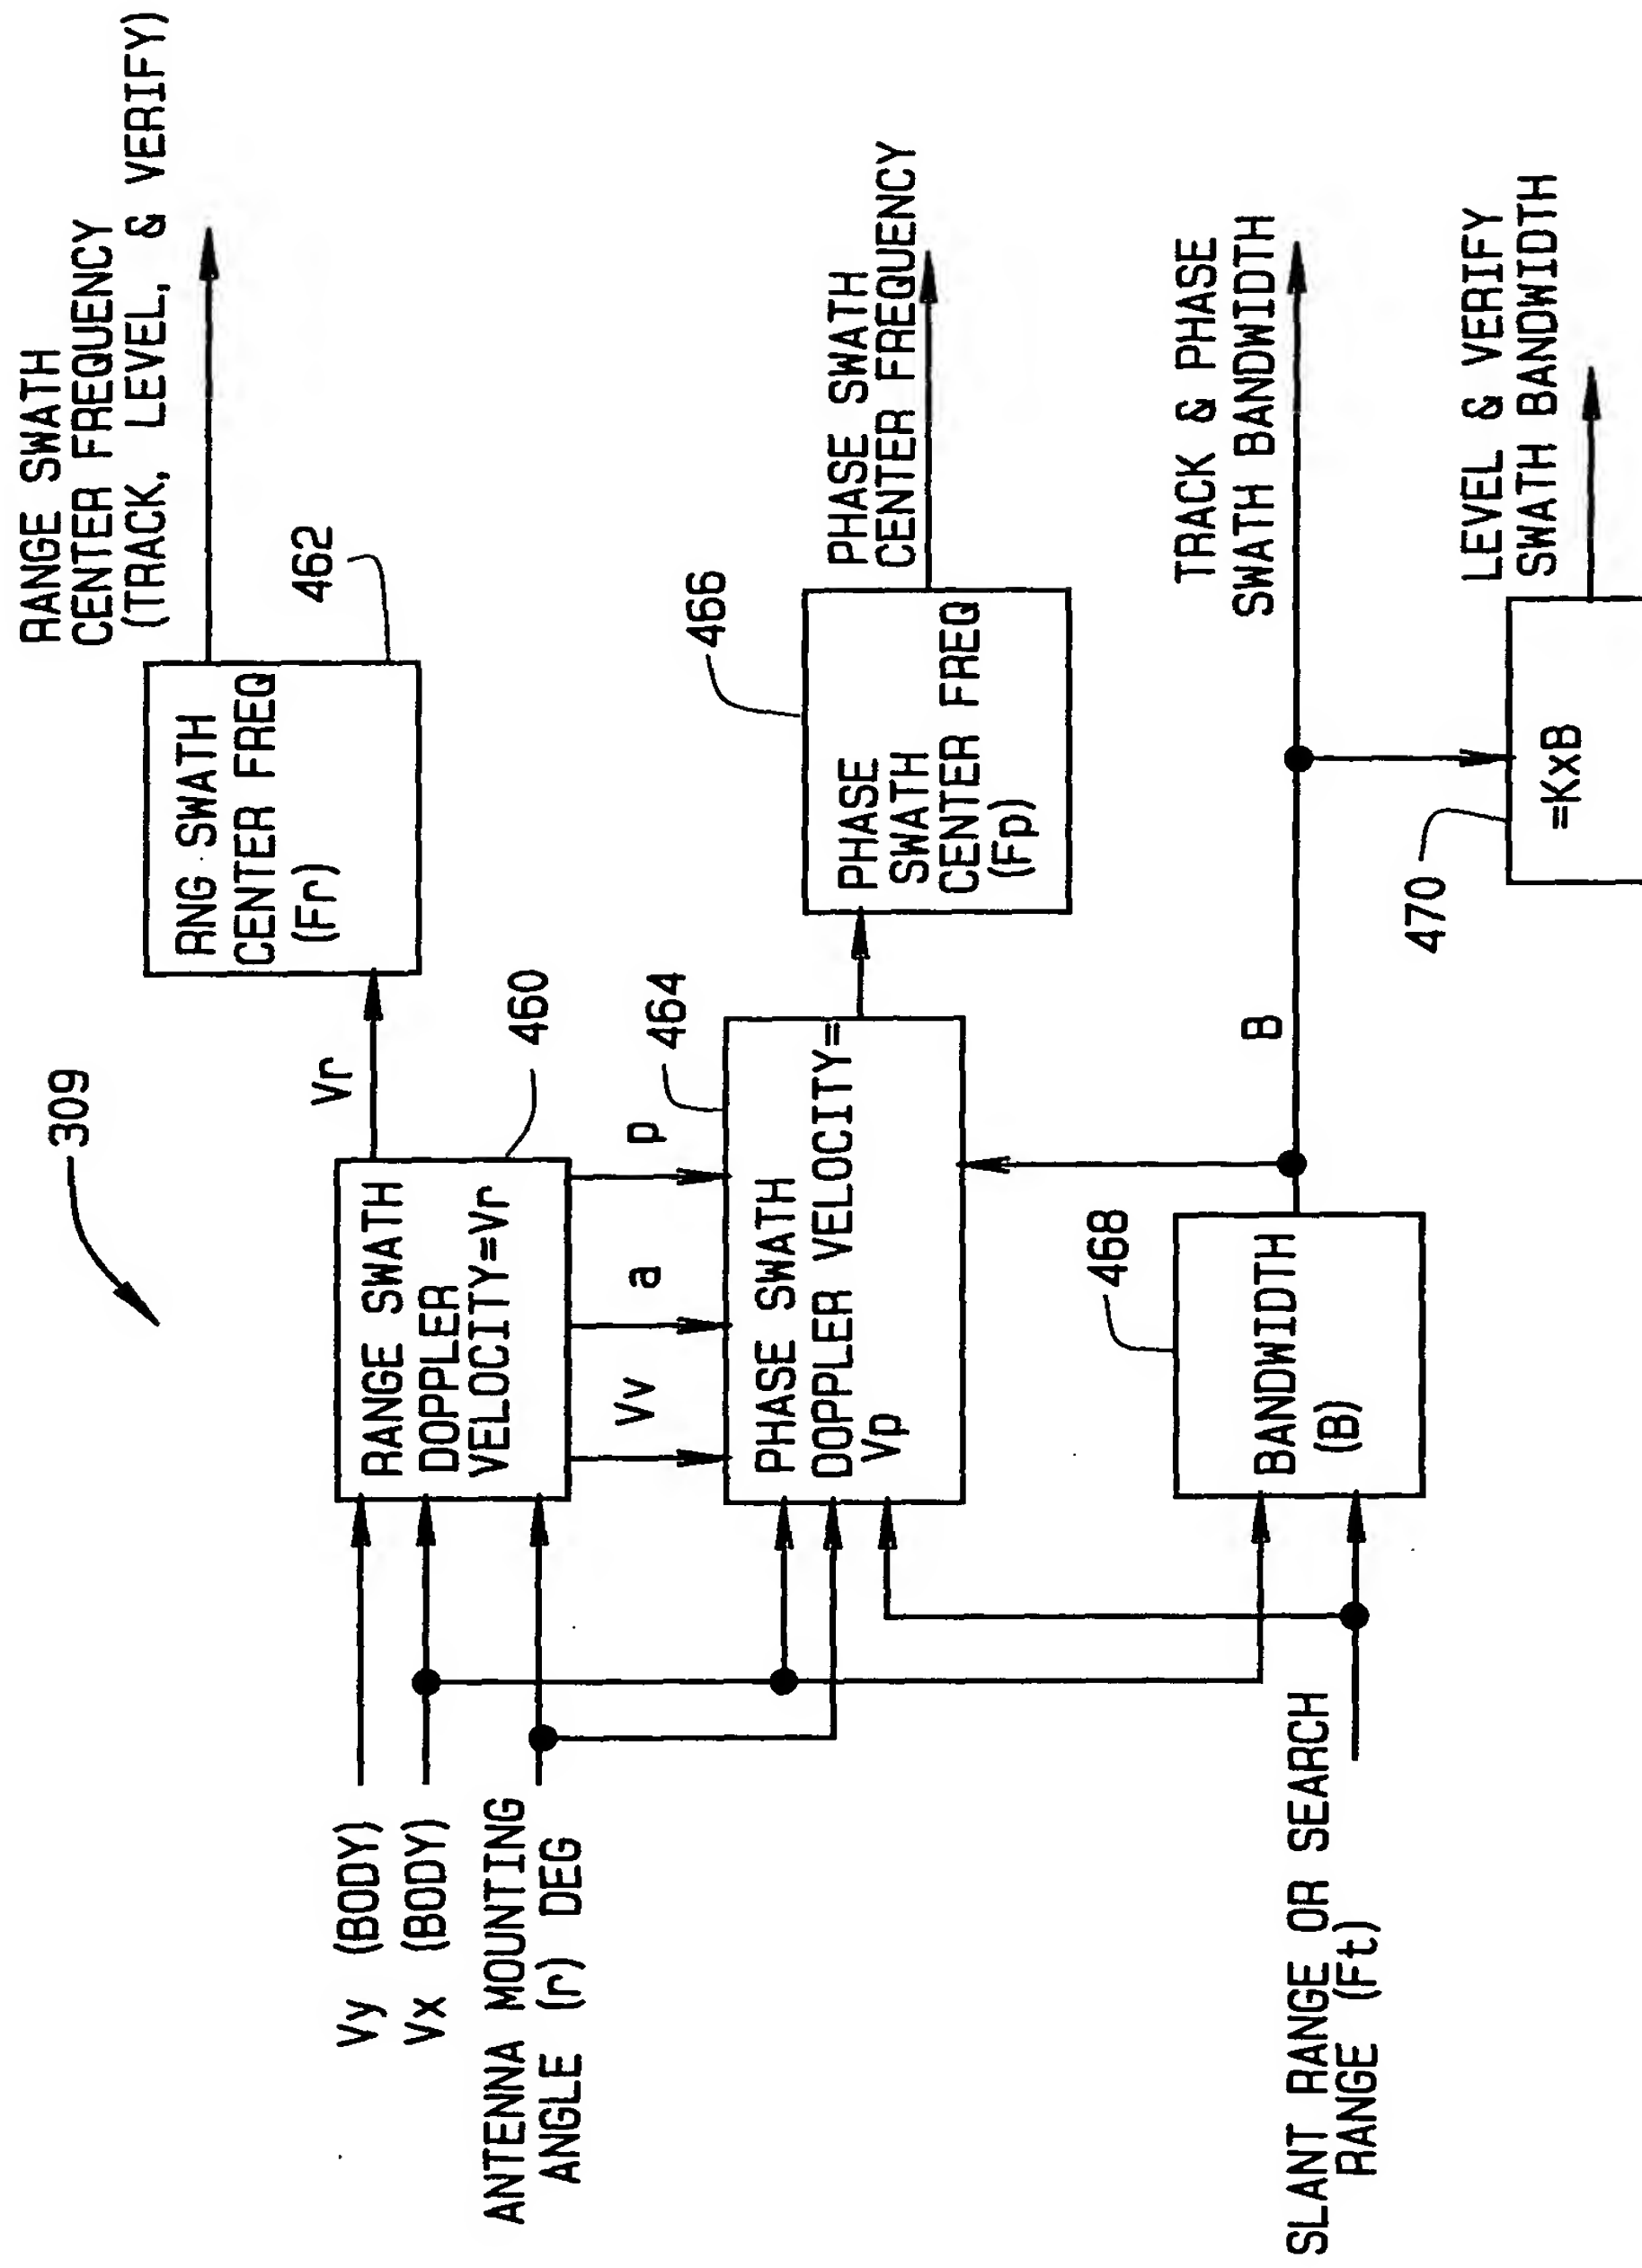 309
Vy (BODY)
Vx (BODY)
ANTENNA MOUNTING
ANGLE (r) DEG
RANGE SWATH
DOPPLER
VELOCITY=Vr
460
Vr
RNG SWATH
CENTER FREQ
(Fr)
462
RANGE SWATH
CENTER FREQUENCY
(TRACK, LEVEL, & VERIFY)
Vv
a
p
PHASE SWATH
DOPPLER VELOCITY=
Vp
464
PHASE
SWATH
CENTER FREQ
(Fp)
466
PHASE SWATH
CENTER FREQUENCY
SLANT RANGE OR SEARCH
RANGE (Ft)
BANDWIDTH
(B)
468
B
TRACK & PHASE
SWATH BANDWIDTH
=KxB
470
LEVEL & VERIFY
SWATH BANDWIDTH